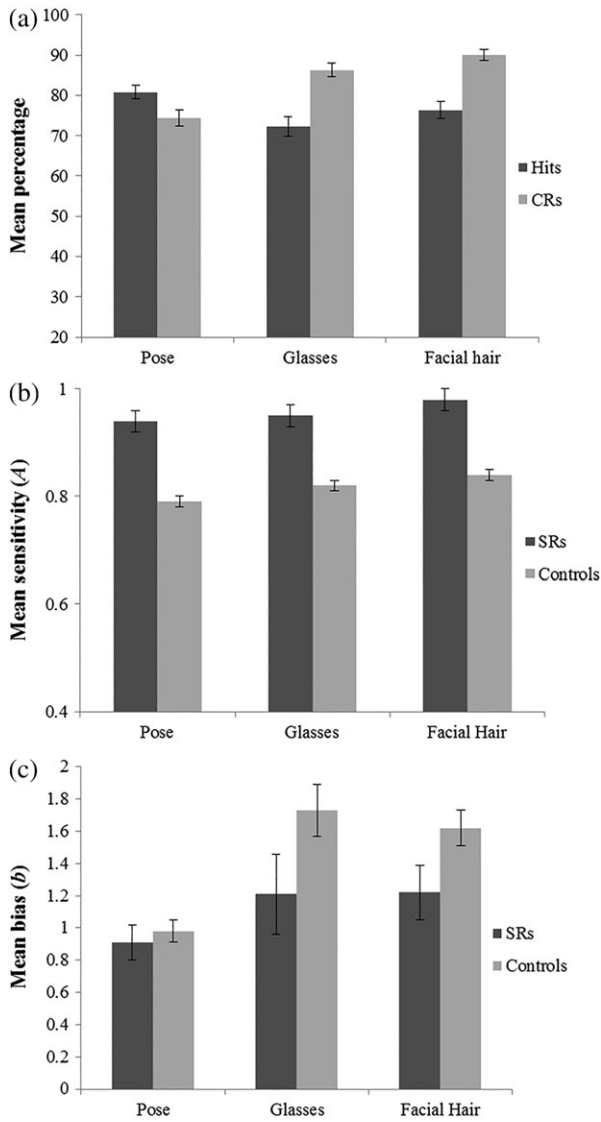 (a)
Mean percentage
100
90
80
70
60
50
40
30
20
Pose
Glasses
Facial hair
Hits
CRs
(b)
Mean sensitivity (A)
1
0.8
0.6
0.4
Pose
Glasses
Facial Hair
SRs
Controls
(c)
Mean bias (b)
2
1.8
1.6
1.4
1.2
1
0.8
0.6
0.4
0.2
0
Pose
Glasses
Facial Hair
SRs
Controls